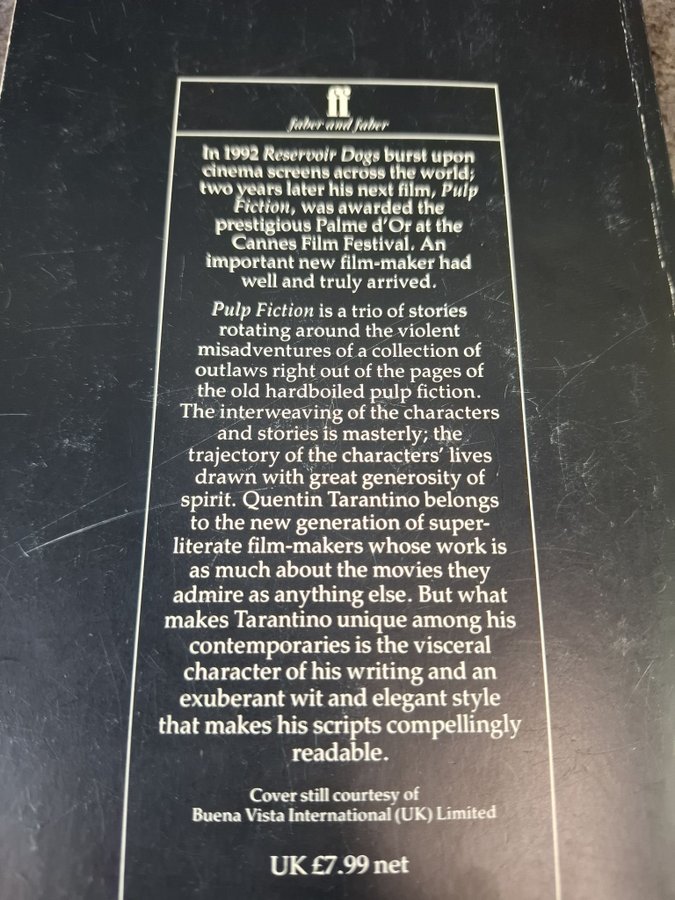 ff
faber and faber
In 1992 Reservoir Dogs burst upon
cinema screens across the world;
two years later his next film, Pulp
Fiction, was awarded the
prestigious Palme d'Or at the
Cannes Film Festival. An
important new film-maker had
well and truly arrived.
Pulp Fiction is a trio of stories
rotating around the violent
misadventures of a collection of
outlaws right out of the pages of
the old hardboiled pulp fiction.
The interweaving of the characters
and stories is masterly; the
trajectory of the characters' lives
drawn with great generosity of
spirit. Quentin Tarantino belongs
to the new generation of super-
literate film-makers whose work is
as much about the movies they
admire as anything else. But what
makes Tarantino unique among his
contemporaries is the visceral
character of his writing and an
exuberant wit and elegant style
that makes his scripts compellingly
readable.
Cover still courtesy of
Buena Vista International (UK) Limited
UK £7.99 net